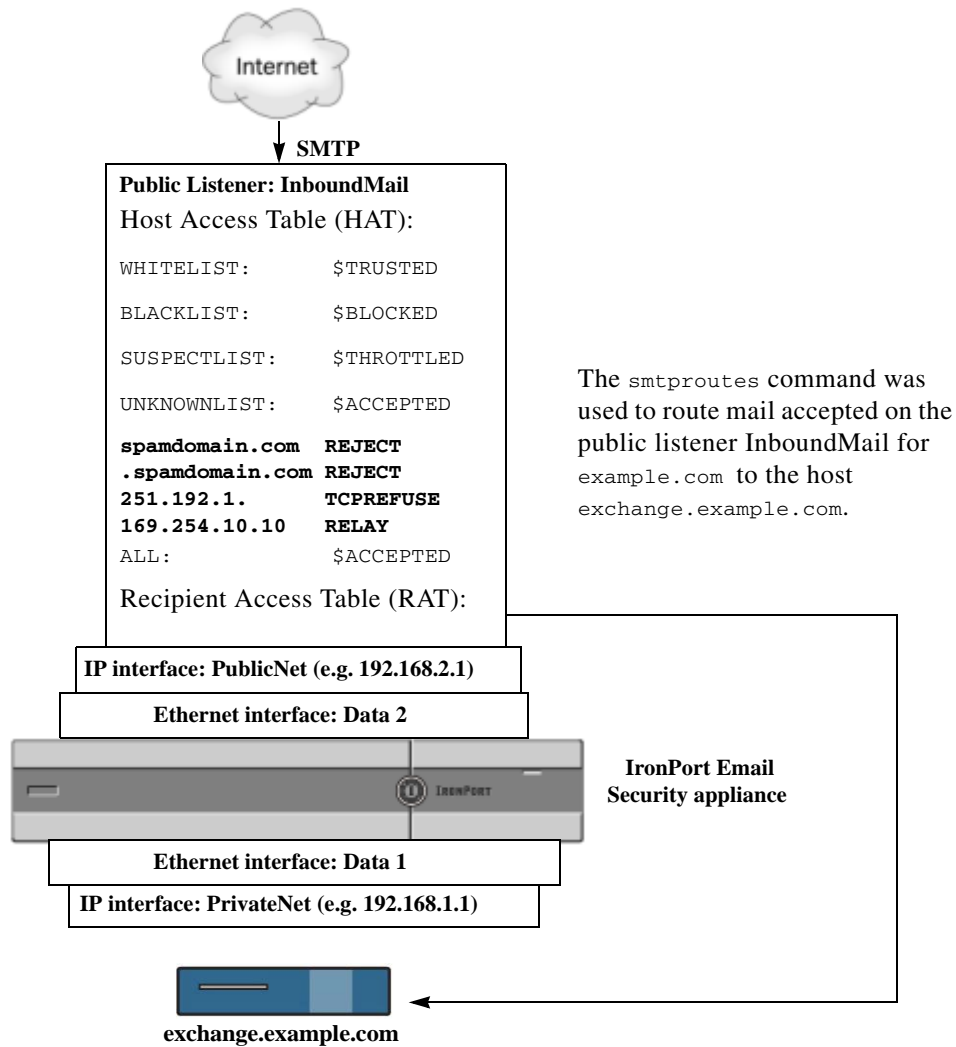 Internet
SMTP
Public Listener: InboundMail
Host Access Table (HAT):
WHITELIST: $TRUSTED
BLACKLIST: $BLOCKED
SUSPECTLIST: $THROTTLED
UNKNOWNLIST: $ACCEPTED
spamdomain.com REJECT
.spamdomain.com REJECT
251.192.1. TCPREFUSE
169.254.10.10 RELAY
ALL: $ACCEPTED
Recipient Access Table (RAT):
The smtproutes command was
used to route mail accepted on the
public listener InboundMail for
example.com to the host
exchange.example.com.
IP interface: PublicNet (e.g. 192.168.2.1)
Ethernet interface: Data 2
IRONPORT
IronPort Email
Security appliance
Ethernet interface: Data 1
IP interface: PrivateNet (e.g. 192.168.1.1)
exchange.example.com